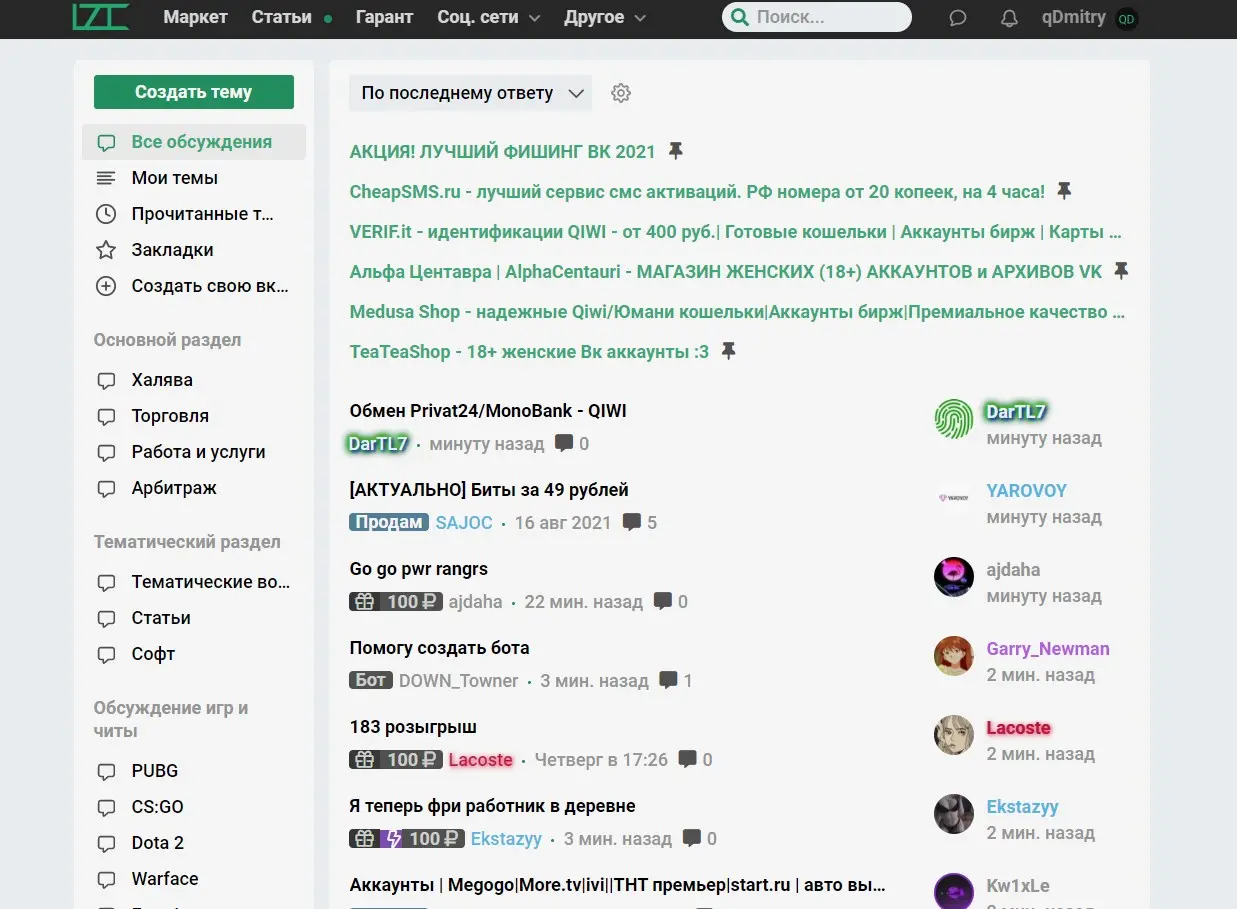 LZT Маркет Статьи Гарант Соц. сети Другое Поиск... qDmitry QD
Создать тему
Все обсуждения
Мои темы
Прочитанные т...
Закладки
Создать свою вк...
Основной раздел
Халява
Торговля
Работа и услуги
Арбитраж
Тематический раздел
Тематические во...
Статьи
Софт
Обсуждение игр и
читы
PUBG
CS:GO
Dota 2
Warface
По последнему ответу
АКЦИЯ! ЛУЧШИЙ ФИШИНГ ВК 2021
CheapSMS.ru - лучший сервис смс активаций. РФ номера от 20 копеек, на 4 часа!
VERIF.it - идентификации QIWI - от 400 руб.| Готовые кошельки | Аккаунты бирж | Карты ...
Альфа Центавра | AlphaCentauri - МАГАЗИН ЖЕНСКИХ (18+) АККАУНТОВ и АРХИВОВ VK
Medusa Shop - надежные Qiwi/Юмани кошельки|Аккаунты бирж|Премиальное качество ...
TeaTeaShop - 18+ женские Вк аккаунты :3
Обмен Privat24/MonoBank - QIWI
DarTL7 · минуту назад 0
DarTL7
минуту назад
[АКТУАЛЬНО] Биты за 49 рублей
Продам SAJOC · 16 авг 2021 5
YAROVOY
YAROVOY
минуту назад
Go go pwr rangrs
100 ₽ ajdaha · 22 мин. назад 0
ajdaha
минуту назад
Помогу создать бота
Бот DOWN_Towner · 3 мин. назад 1
Garry_Newman
2 мин. назад
183 розыгрыш
100 ₽ Lacoste · Четверг в 17:26 0
Lacoste
2 мин. назад
Я теперь фри работник в деревне
100 ₽ Ekstazyy · 3 мин. назад 0
Ekstazyy
2 мин. назад
Аккаунты | Megogo|More.tv|ivi||ТНТ премьер|start.ru | авто вы...
Kw1xLe